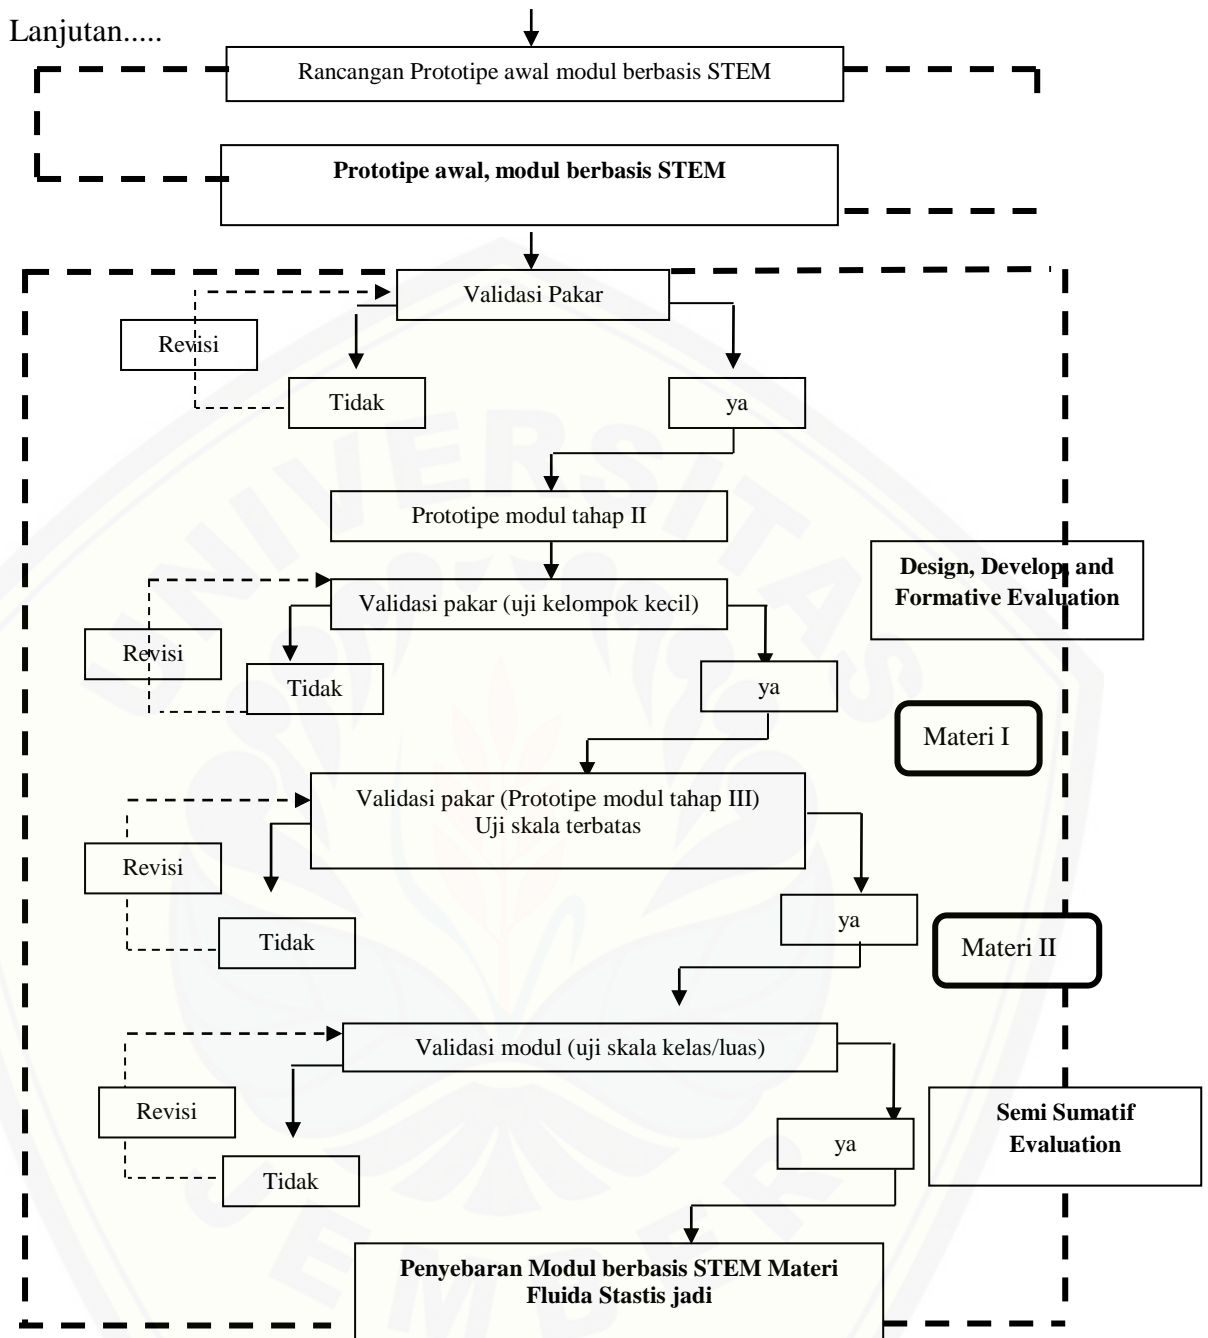 Lanjutan.....
Rancangan Prototipe awal modul berbasis STEM
Prototipe awal, modul berbasis STEM
Validasi Pakar
Revisi
Tidak
ya
Prototipe modul tahap II
Design, Develop, and
Formative Evaluation
Validasi pakar (uji kelompok kecil)
Revisi
Tidak
ya
Materi I
Validasi pakar (Prototipe modul tahap III)
Uji skala terbatas
Revisi
Tidak
ya
Materi II
Validasi modul (uji skala kelas/luas)
Revisi
Tidak
ya
Semi Sumatif
Evaluation
Penyebaran Modul berbasis STEM Materi
Fluida Stastis jadi
UNIVERSITAS
JEMBER